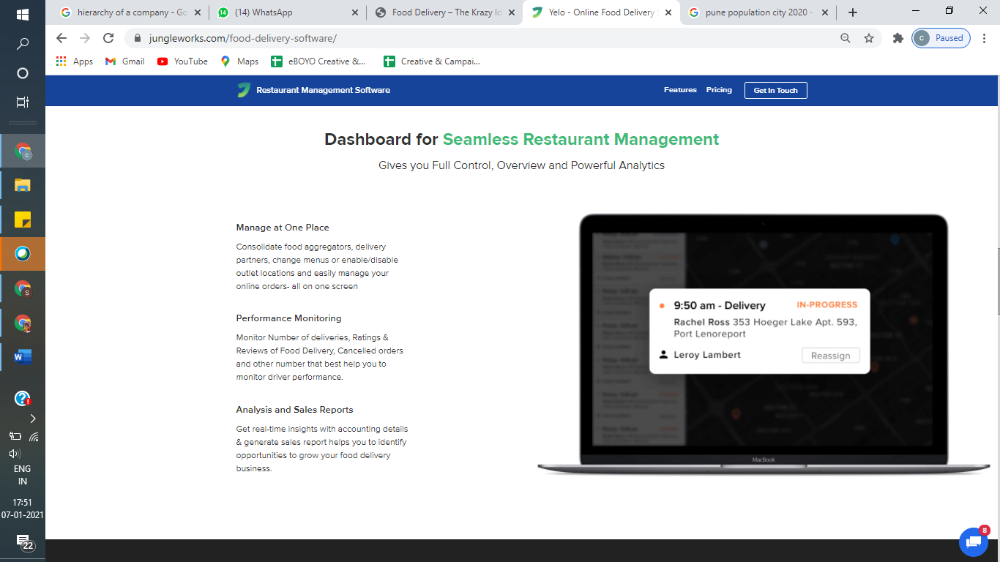 hierarchy of a company - Go
(14) WhatsApp
Food Delivery – The Krazy Id
Yelo - Online Food Delivery
pune population city 2020 -
jungleworks.com/food-delivery-software/
Paused
Apps
Gmail
YouTube
Maps
eBOYO Creative &...
Creative & Campai...
Restaurant Management Software
Features
Pricing
Get In Touch
Dashboard for Seamless Restaurant Management
Gives you Full Control, Overview and Powerful Analytics
Manage at One Place
Consolidate food aggregators, delivery
partners, change menus or enable/disable
outlet locations and easily manage your
online orders- all on one screen
Performance Monitoring
Monitor Number of deliveries, Ratings &
Reviews of Food Delivery, Cancelled orders
and other number that best help you to
monitor driver performance.
Analysis and Sales Reports
Get real-time insights with accounting details
& generate sales report helps you to identify
opportunities to grow your food delivery
business.
9:50 am - Delivery
IN-PROGRESS
Rachel Ross 353 Hoeger Lake Apt. 593,
Port Lenoreport
Leroy Lambert
Reassign
MacBook
8
ENG
IN
17:51
07-01-2021
22